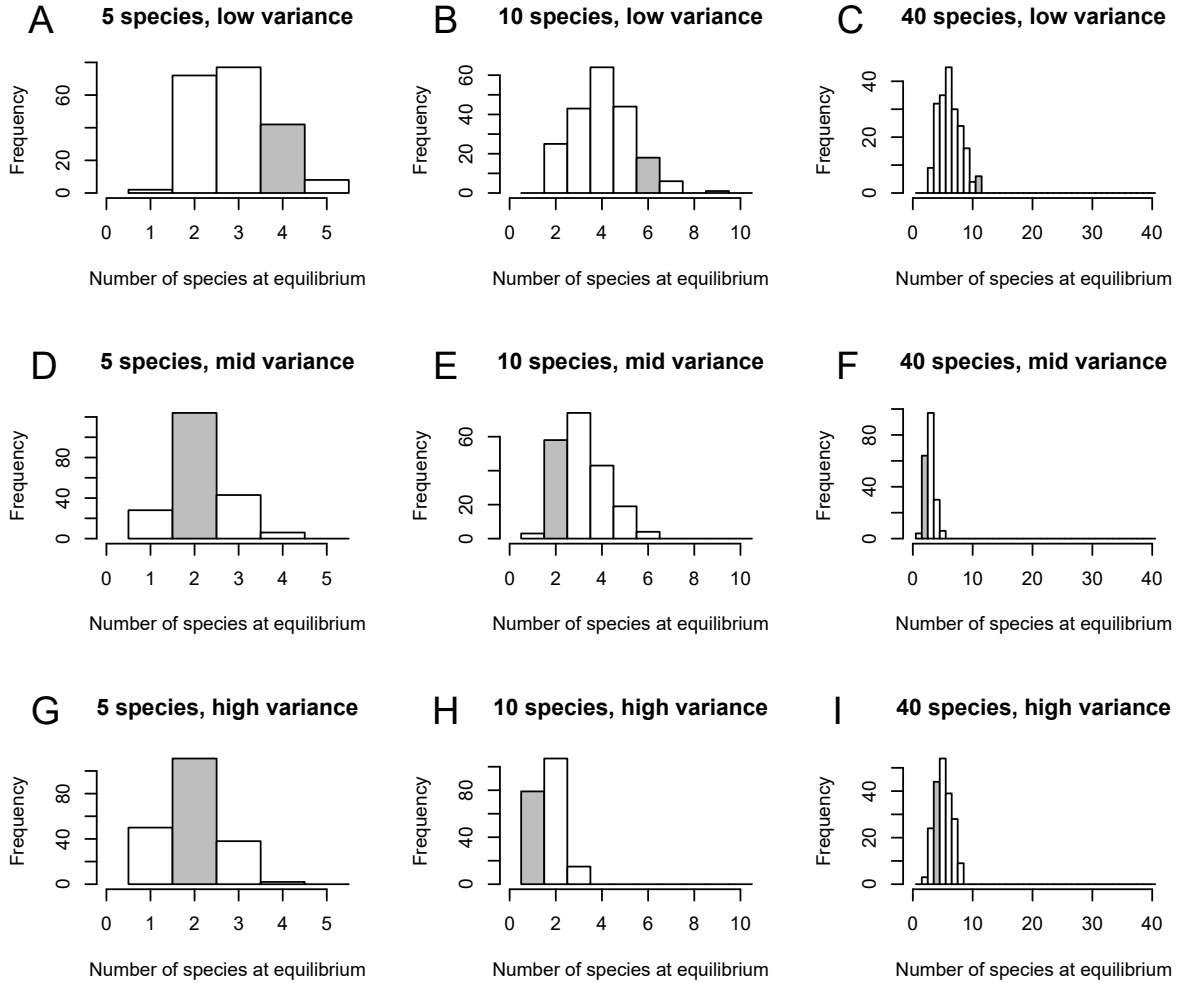 A 5 species, low variance
Frequency
0 20 60
0 1 2 3 4 5
Number of species at equilibrium
B 10 species, low variance
Frequency
0 20 40 60
0 2 4 6 8 10
Number of species at equilibrium
C 40 species, low variance
Frequency
0 20 40
0 10 20 30 40
Number of species at equilibrium
D 5 species, mid variance
Frequency
0 40 80
0 1 2 3 4 5
Number of species at equilibrium
E 10 species, mid variance
Frequency
0 20 60
0 2 4 6 8 10
Number of species at equilibrium
F 40 species, mid variance
Frequency
0 40 80
0 10 20 30 40
Number of species at equilibrium
G 5 species, high variance
Frequency
0 40 80
0 1 2 3 4 5
Number of species at equilibrium
H 10 species, high variance
Frequency
0 40 80
0 2 4 6 8 10
Number of species at equilibrium
I 40 species, high variance
Frequency
0 20 40
0 10 20 30 40
Number of species at equilibrium